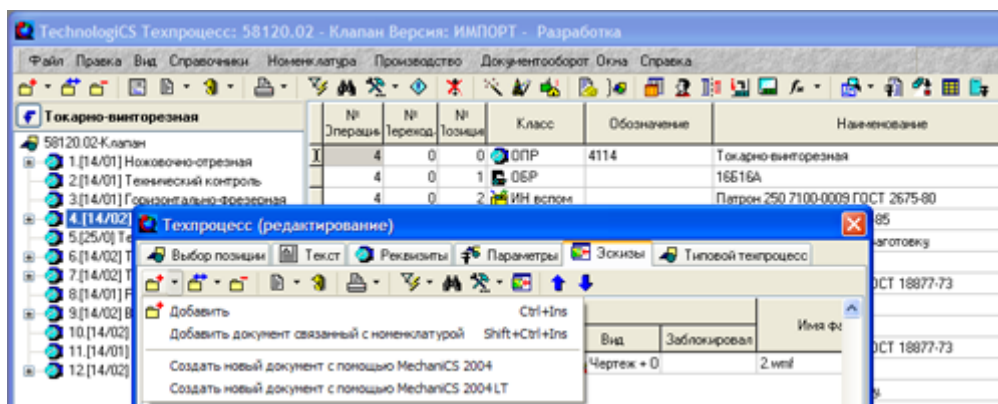 TechnologiCS Техпроцесс: 58120.02 - Клапан Версия: ИМПОРТ - Разработка
Файл Правка Вид Справочники Номенклатура Производство Документооборот Окна Справка
Токарно-винторезная
№ Операции № Переход. № Позиции Класс Обозначение Наименование
58120.02-Клапан
1.[14/01] Ножовочно-отрезная
4 0 0 ОПР 4114 Токарно-винторезная
2.[14/01] Технический контроль
4 0 1 ОБР 16Б16А
3.[14/01] Горизонтально-фрезерная
4 0 2 ИН вспом Патрон 250 7100-0009 ГОСТ 2675-80
4.[14/02]
Техпроцесс (редактирование)
-85
5.[25/0] Те
Выбор позиции Текст Реквизиты Параметры Эскизы Типовой техпроцесс
заготовку
6.[14/02] Т
7.[14/02] Т
ОСТ 18877-73
8.[14/01] F
9.[14/02] В
Добавить Ctrl+Ins
10.[14/02]
Добавить документ связанный с номенклатурой Shift+Ctrl+Ins
Вид Заблокировал Имя фа
11.[14/01]
ОСТ 18877-73
12.[14/02]
Создать новый документ с помощью MechaniCS 2004
Чертеж + О 2.wmf
Создать новый документ с помощью MechaniCS 2004 LT